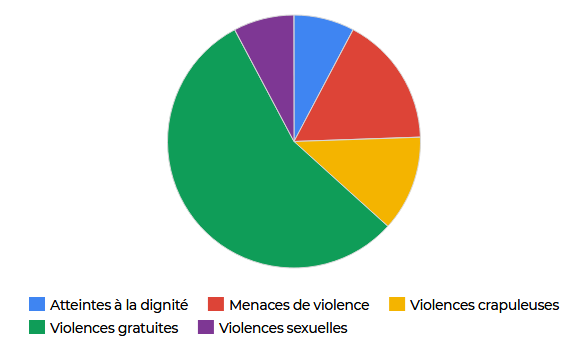 Atteintes à la dignité Menaces de violence Violences crapuleuses
Violences gratuites Violences sexuelles